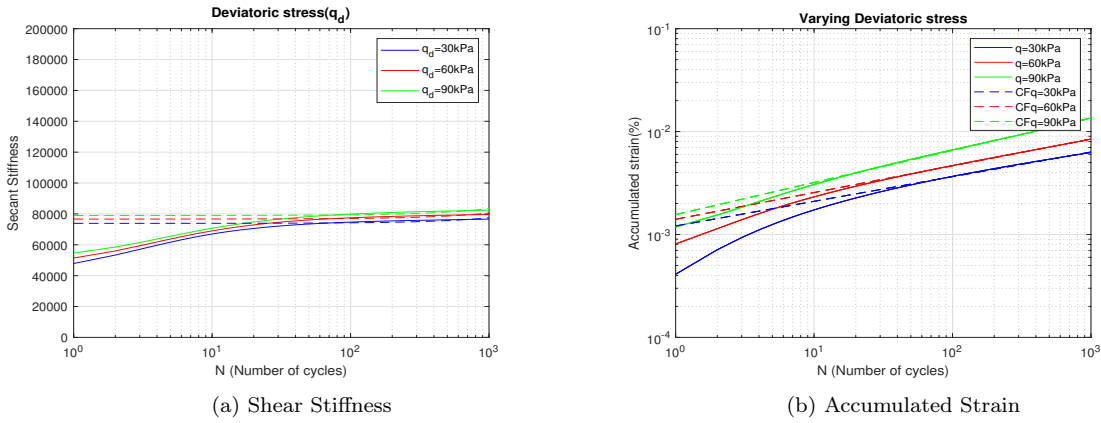 Deviatoric stress(q_d)
200000
180000
160000
140000
120000
100000
80000
60000
40000
20000
0
Secant Stiffness
q_d=30kPa
q_d=60kPa
q_d=90kPa
10^0
10^1
10^2
10^3
N (Number of cycles)
(a) Shear Stiffness
Varying Deviatoric stress
10^-1
10^-2
10^-3
10^-4
Accumulated strain(%)
q=30kPa
q=60kPa
q=90kPa
CFq=30kPa
CFq=60kPa
CFq=90kPa
10^0
10^1
10^2
10^3
N (Number of cycles)
(b) Accumulated Strain